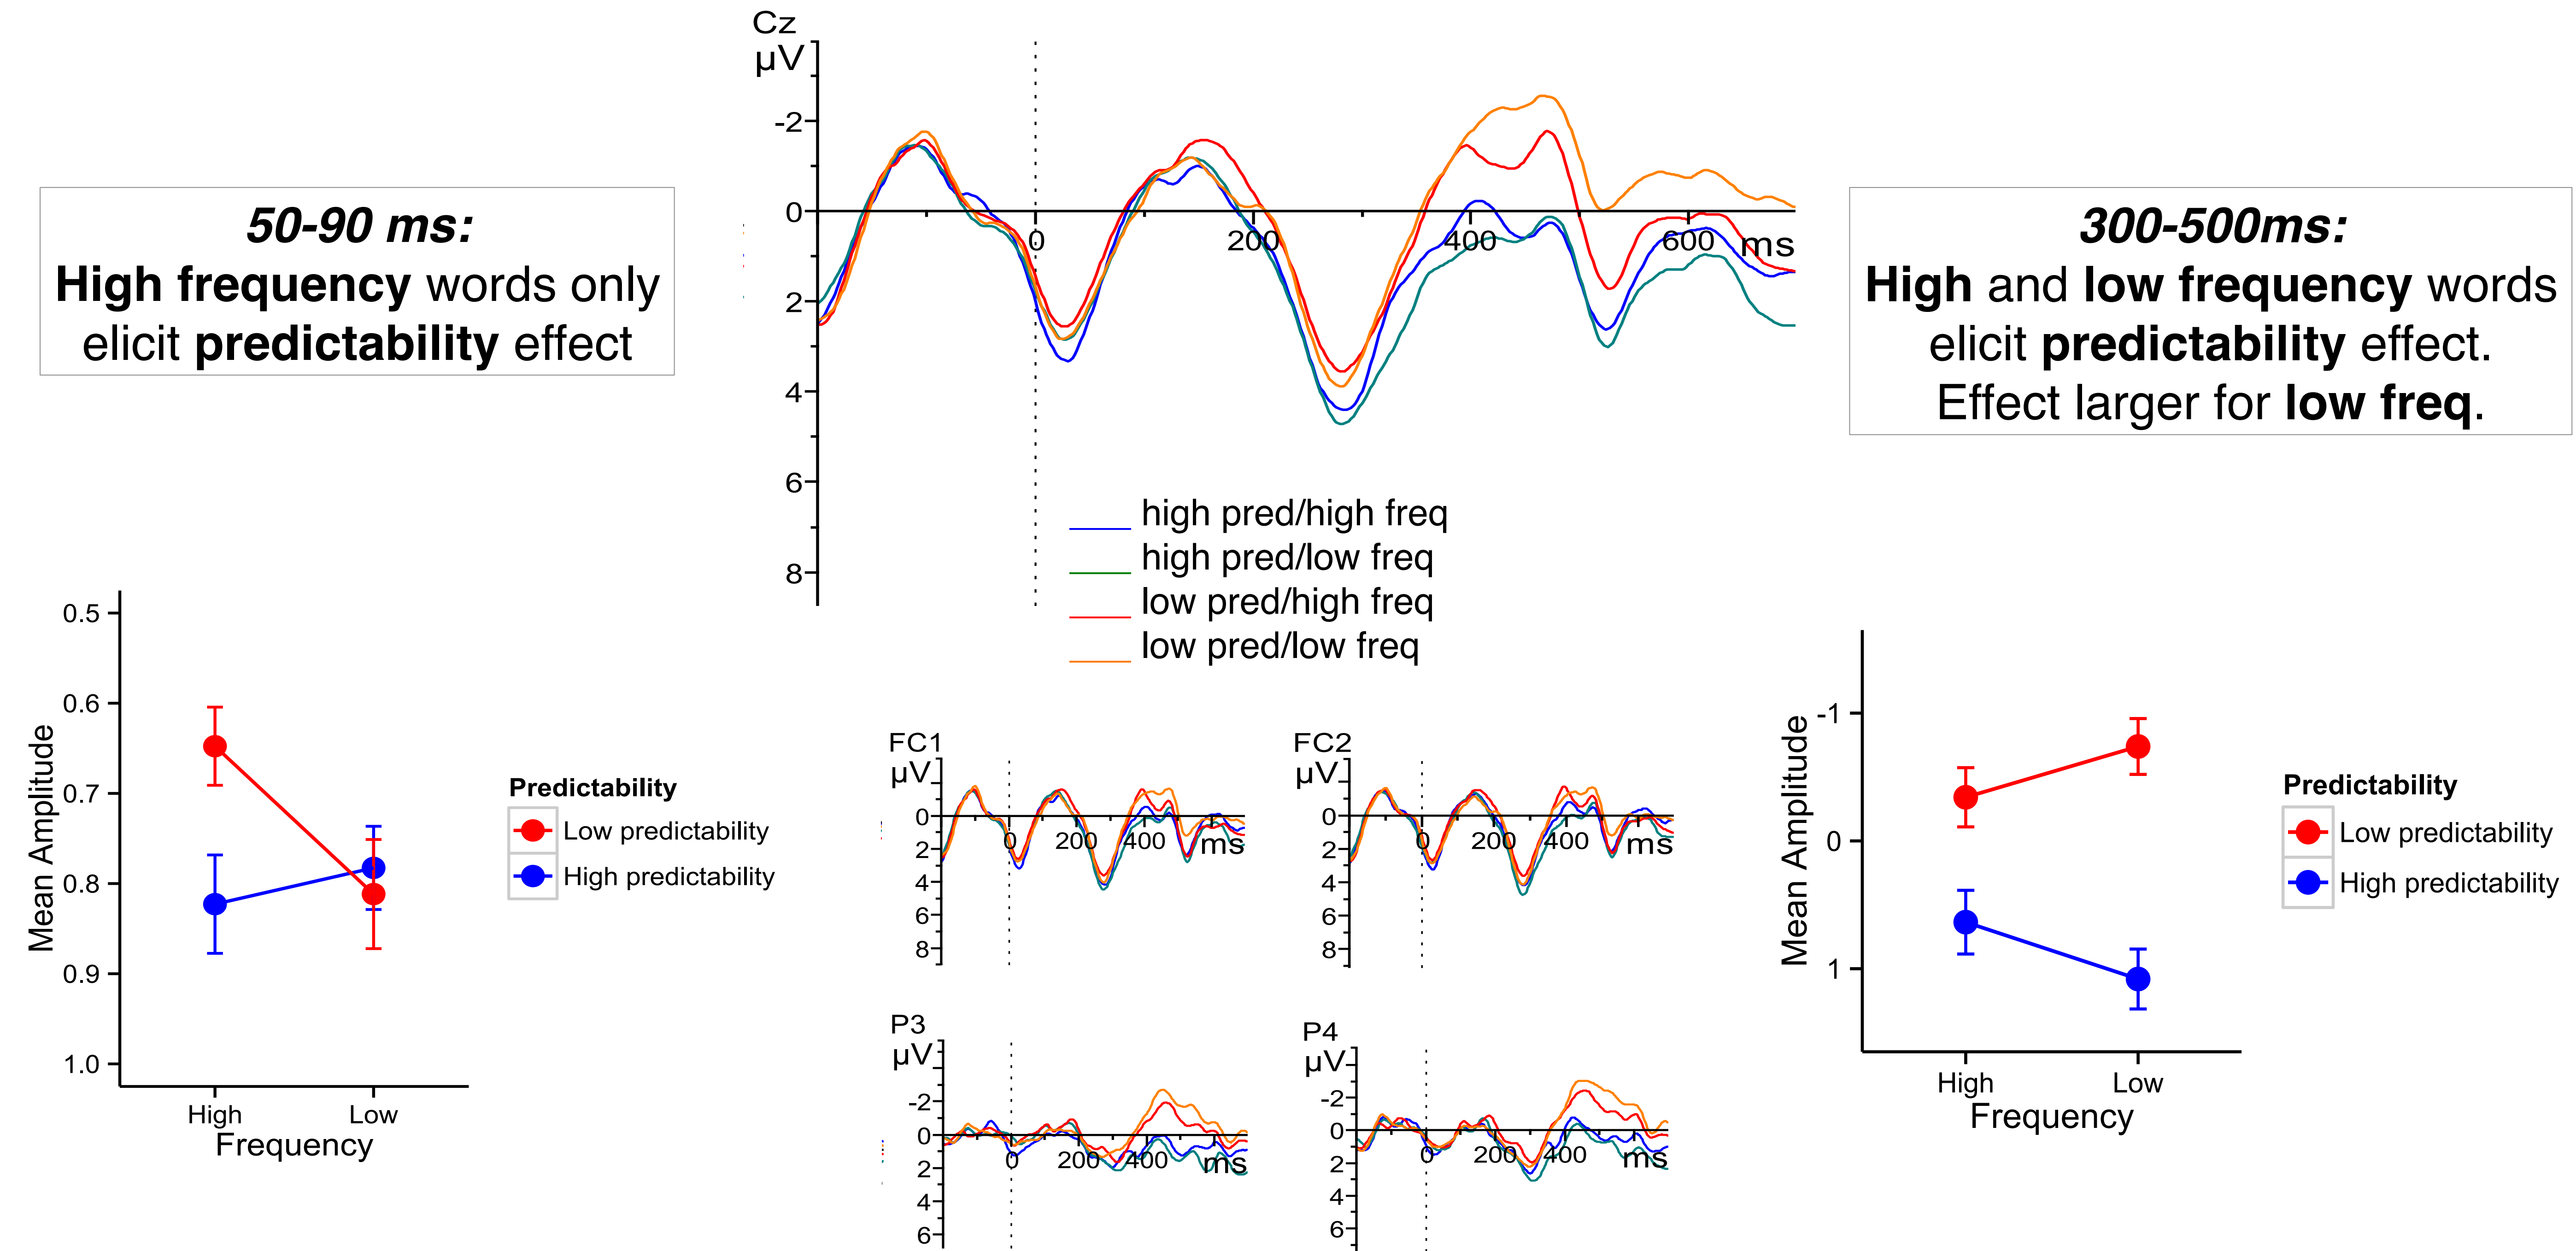 50-90 ms:
High frequency words only
elicit predictability effect
Cz
µV
-2
0
2
4
6
8
0
200
400
600
ms
high pred/high freq
high pred/low freq
low pred/high freq
low pred/low freq
300-500ms:
High and low frequency words
elicit predictability effect.
Effect larger for low freq.
Mean Amplitude
0.5
0.6
0.7
0.8
0.9
1.0
High
Low
Frequency
Predictability
Low predictability
High predictability
FC1
µV
0
2
4
6
8
0
200
400
ms
FC2
µV
0
2
4
6
8
0
200
400
ms
P3
µV
-2
0
2
4
6
0
200
400
ms
P4
µV
-2
0
2
4
6
0
200
400
ms
Mean Amplitude
-1
0
1
High
Low
Frequency
Predictability
Low predictability
High predictability